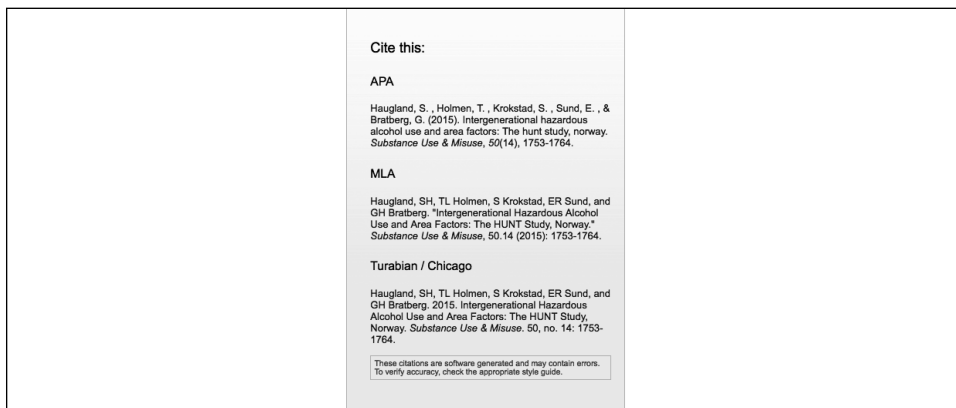 Cite this:
APA
Haugland, S. , Holmen, T. , Krokstad, S. , Sund, E. , &
Bratberg, G. (2015). Intergenerational hazardous
alcohol use and area factors: The hunt study, norway.
Substance Use & Misuse, 50(14), 1753-1764.
MLA
Haugland, SH, TL Holmen, S Krokstad, ER Sund, and
GH Bratberg. "Intergenerational Hazardous Alcohol
Use and Area Factors: The HUNT Study, Norway."
Substance Use & Misuse, 50.14 (2015): 1753-1764.
Turabian / Chicago
Haugland, SH, TL Holmen, S Krokstad, ER Sund, and
GH Bratberg. 2015. Intergenerational Hazardous
Alcohol Use and Area Factors: The HUNT Study,
Norway. Substance Use & Misuse. 50, no. 14: 1753-
1764.
These citations are software generated and may contain errors.
To verify accuracy, check the appropriate style guide.